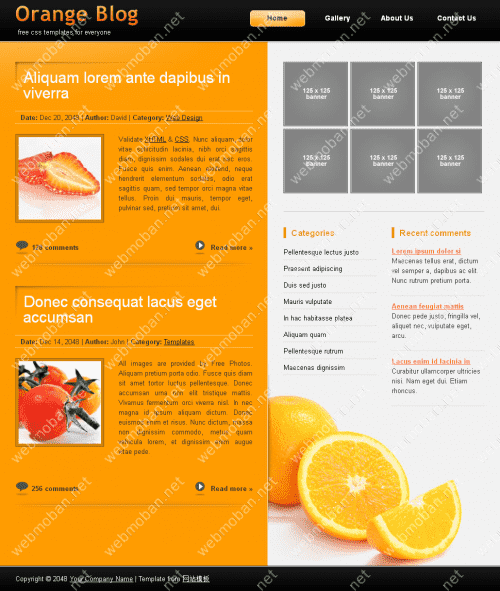 Orange Blog
free css templates for everyone
Home
Gallery
About Us
Contact Us
Aliquam lorem ante dapibus in
viverra
Date: Dec 20, 2048 | Author: David | Category: Web Design
Validate XHTML & CSS. Nunc aliquam dolor
vitae sollicitudin lacinia, nibh orci sagittis
diam, dignissim sodales dui erat nec eros.
Fusce quis enim. Aenean eleifend, neque
hendrerit elementum sodales, odio erat
sagittis quam, sed tempor orci magna vitae
tellus. Proin dui mauris, tempor eget,
pulvinar sed, pretium sit amet, dui.
176 comments
Read more »
Donec consequat lacus eget
accumsan
Date: Dec 14, 2048 | Author: John | Category: Templates
All images are provided by Free Photos.
Aliquam pretium porta odio. Fusce quis diam
sit amet tortor luctus pellentesque. Donec
accumsan urna non elit tristique mattis.
Vivamus fermentum orci viverra nisl. In nec
magna id ipsum aliquam dictum. Donec
euismod enim et risus. Nunc dictum, massa
non dignissim commodo, metus quam
vehicula lorem, et dignissim enim augue
vitae pede.
256 comments
Read more »
125 x 125
banner
125 x 125
banner
125 x 125
banner
125 x 125
banner
125 x 125
banner
125 x 125
banner
Categories
Pellentesque lectus justo
Praesent adipiscing
Duis sed justo
Mauris vulputate
In hac habitasse platea
Aliquam quam
Pellentesque rutrum
Maecenas dignissim
Recent comments
Lorem ipsum dolor si
Maecenas tellus erat, dictum
vel semper a, dapibus ac elit.
Nunc rutrum pretium porta.
Aenean feugiat mattis
Donec pede justo, fringilla vel,
aliquet nec, vulputate eget,
arcu.
Lacus enim Id lacinia in
Curabitur ullamcorper ultricies
nisi. Nam eget dui. Etiam
rhoncus.
Copyright © 2048 Your Company Name | Template from 网站模板
webmoban.net